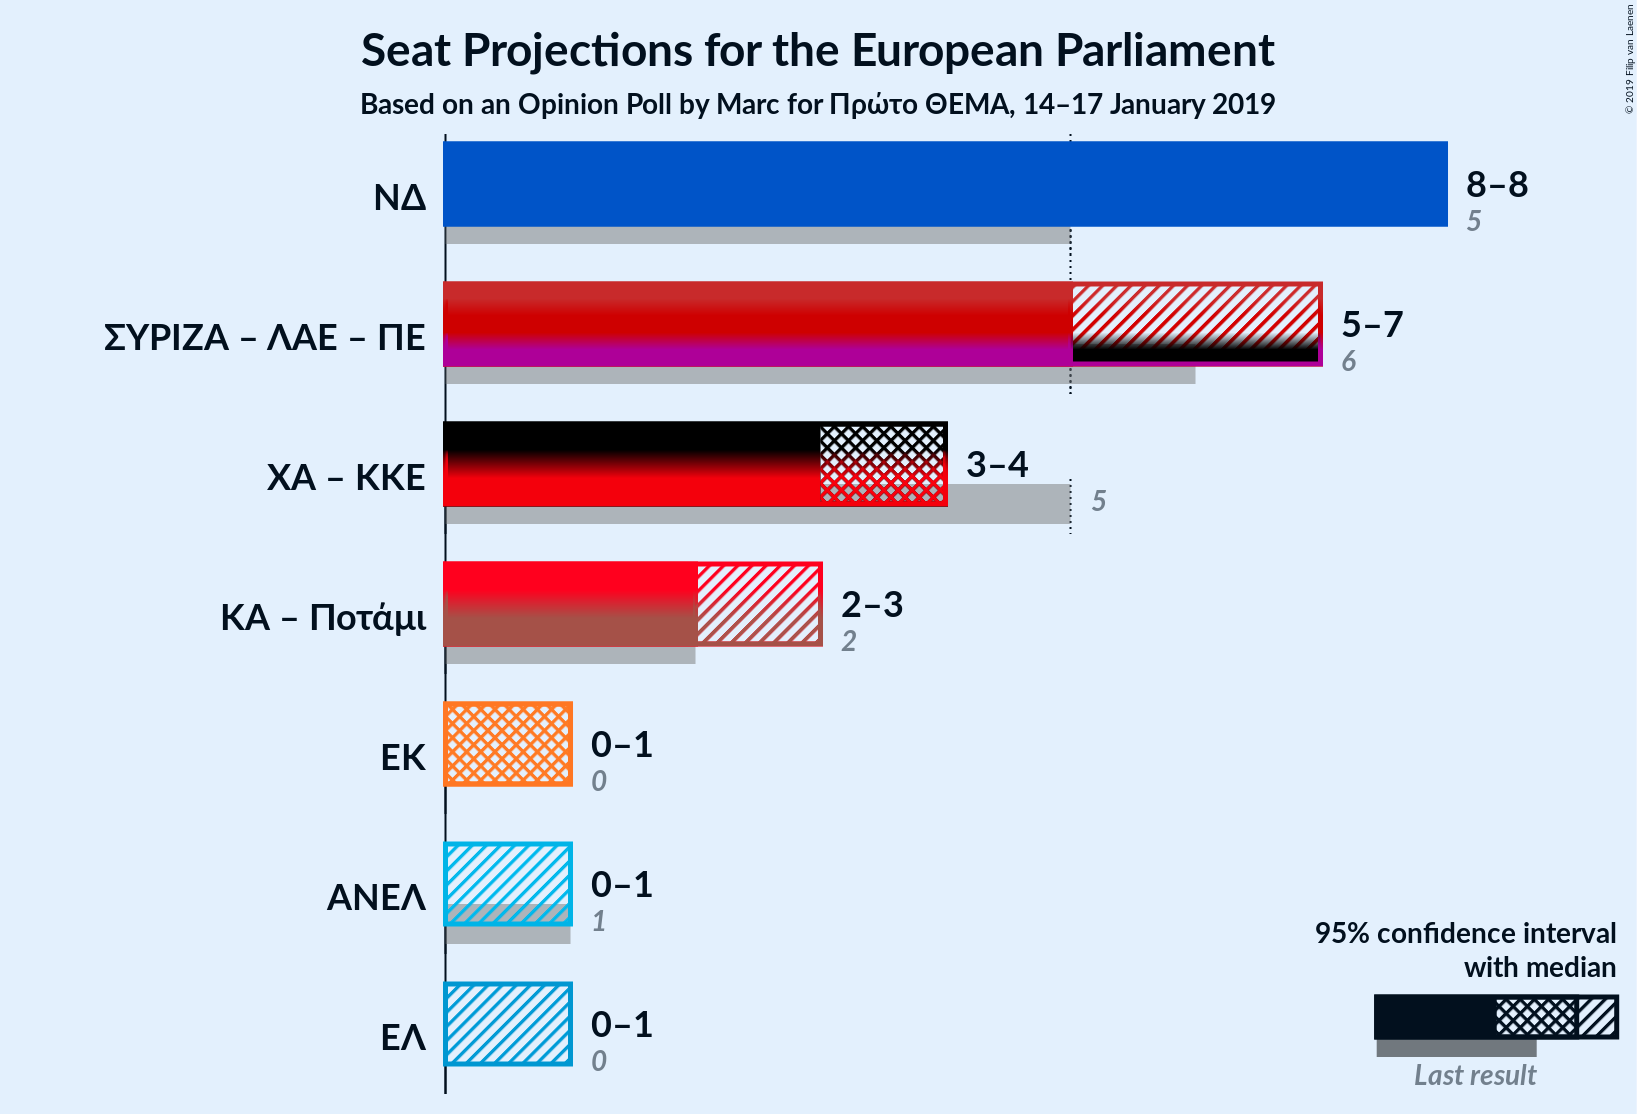 Seat Projections for the European Parliament
Based on an Opinion Poll by Marc for Πρώτο ΘΕΜΑ, 14–17 January 2019
© 2019 Filip van Laenen
ΝΔ
8–8
5
ΣΥΡΙΖΑ – ΛΑΕ – ΠΕ
5–7
6
ΧΑ – ΚΚΕ
3–4
5
ΚΑ – Ποτάμι
2–3
2
ΕΚ
0–1
0
ΑΝΕΛ
0–1
1
ΕΛ
0–1
0
95% confidence interval
with median
Last result